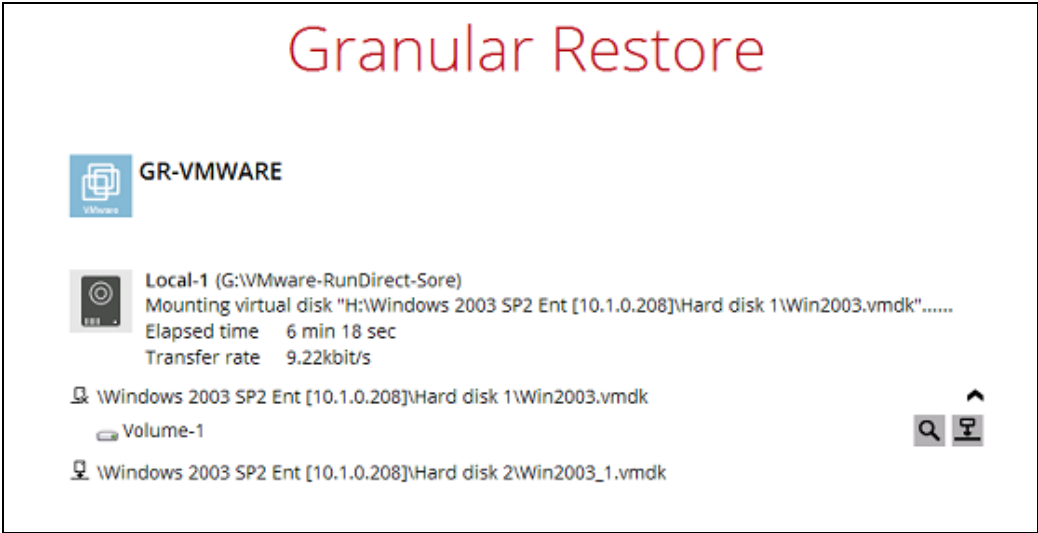 Granular Restore
GR-VMWARE
VMware
Local-1 (G:\VMware-RunDirect-Sore)
Mounting virtual disk "H:\Windows 2003 SP2 Ent [10.1.0.208]\Hard disk 1\Win2003.vmdk"......
Elapsed time 6 min 18 sec
Transfer rate 9.22kbit/s
\Windows 2003 SP2 Ent [10.1.0.208]\Hard disk 1\Win2003.vmdk
Volume-1
\Windows 2003 SP2 Ent [10.1.0.208]\Hard disk 2\Win2003_1.vmdk